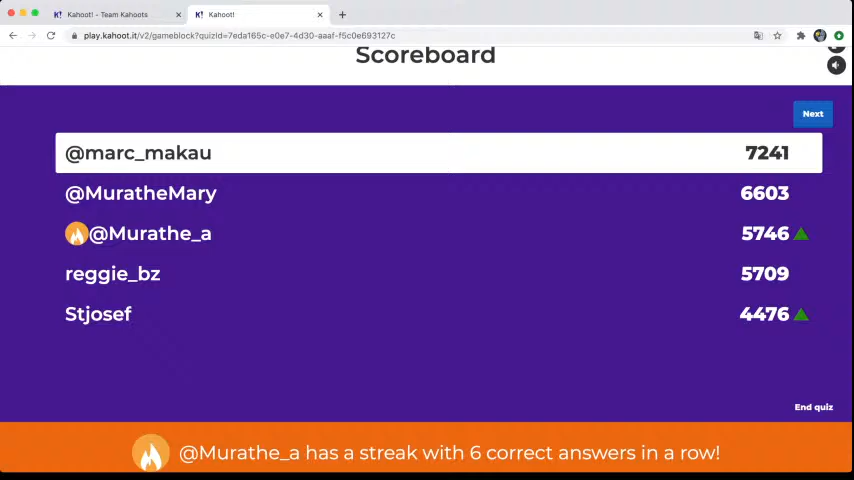 Kahoot! - Team Kahoots
Kahoot!
play.kahoot.it/v2/gameblock?quizId=7eda165c-e0e7-4d30-aaaf-f5c0e693127c
Scoreboard
Next
@marc_makau 7241
@MuratheMary 6603
@Murathe_a 5746
reggie_bz 5709
Stjosef 4476
End quiz
@Murathe_a has a streak with 6 correct answers in a row!